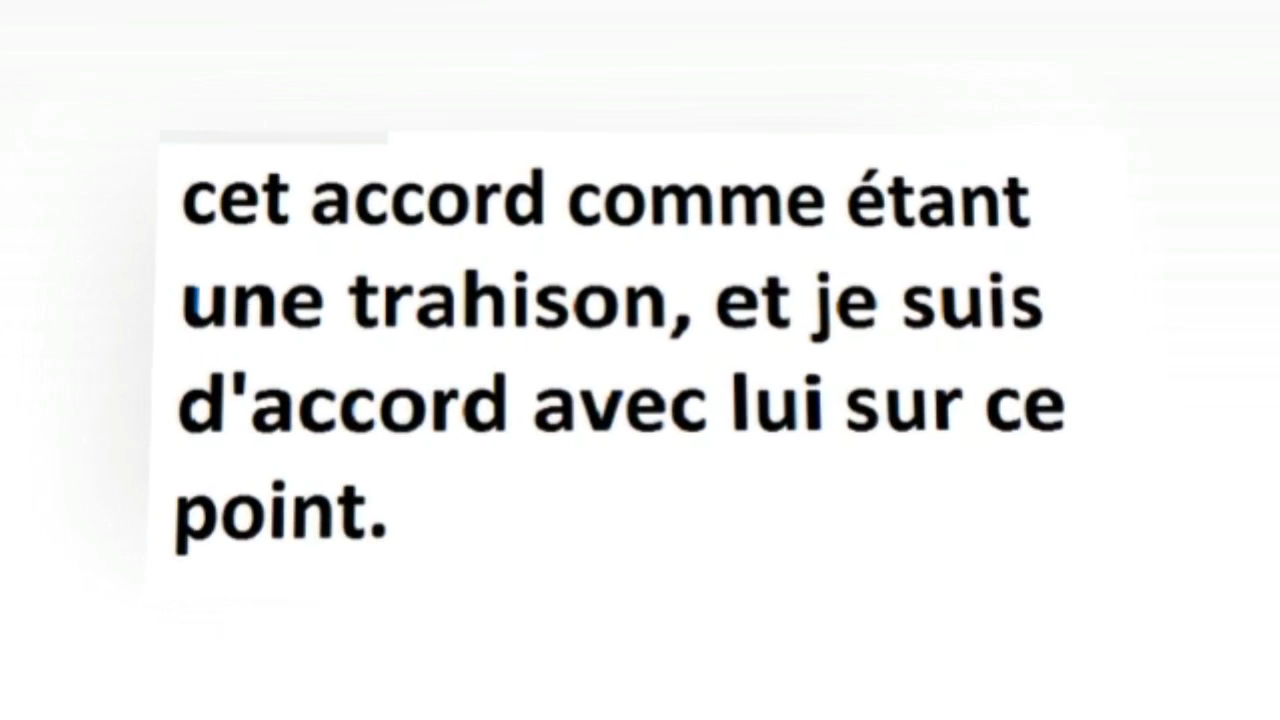 cet accord comme étant
une trahison, et je suis
d'accord avec lui sur ce
point.